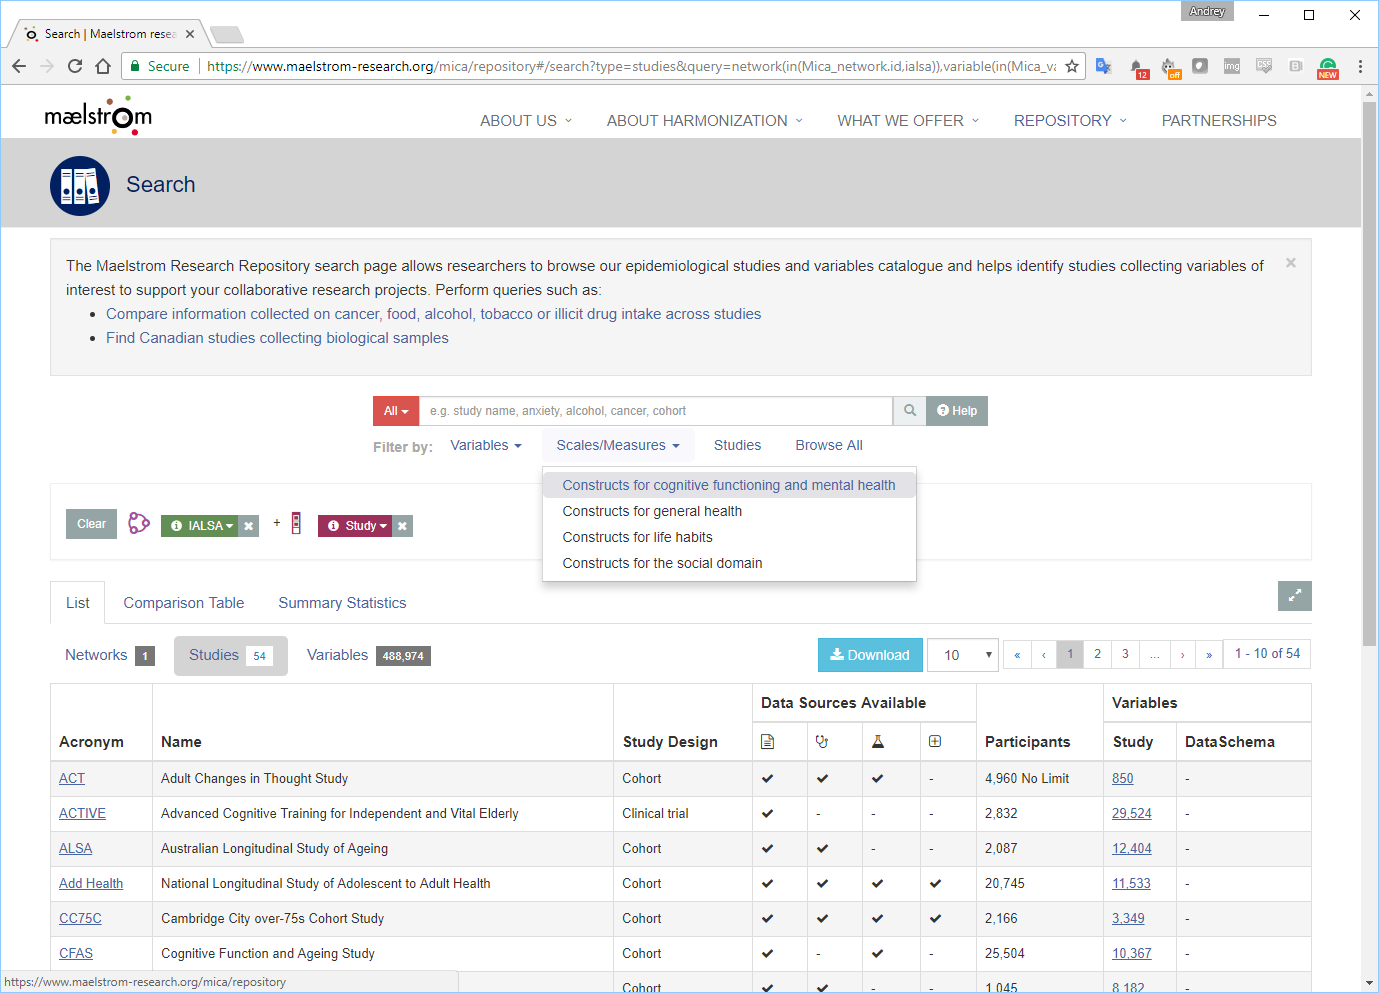 Andrey
Search | Maelstrom resea
Secure https://www.maelstrom-research.org/mica/repository#/search?type=studies&query=network(in(Mica_network.id,ialsa)),variable(in(Mica_va
12 off img CSS B NEW
mælström
ABOUT US ABOUT HARMONIZATION WHAT WE OFFER REPOSITORY PARTNERSHIPS
Search
The Maelstrom Research Repository search page allows researchers to browse our epidemiological studies and variables catalogue and helps identify studies collecting variables of
interest to support your collaborative research projects. Perform queries such as:
• Compare information collected on cancer, food, alcohol, tobacco or illicit drug intake across studies
• Find Canadian studies collecting biological samples
×
All e.g. study name, anxiety, alcohol, cancer, cohort Help
Filter by: Variables Scales/Measures Studies Browse All
Constructs for cognitive functioning and mental health
Constructs for general health
Constructs for life habits
Constructs for the social domain
Clear IALSA × + Study ×
List Comparison Table Summary Statistics
Networks 1 Studies 54 Variables 488,974 Download 10 « ‹ 1 2 3 ... › » 1 - 10 of 54
Data Sources Available Variables
Acronym Name Study Design Participants Study DataSchema
ACT Adult Changes in Thought Study Cohort ✔ ✔ ✔ - 4,960 No Limit 850 -
ACTIVE Advanced Cognitive Training for Independent and Vital Elderly Clinical trial ✔ - - - 2,832 29,524 -
ALSA Australian Longitudinal Study of Ageing Cohort ✔ ✔ - - 2,087 12,404 -
Add Health National Longitudinal Study of Adolescent to Adult Health Cohort ✔ ✔ ✔ ✔ 20,745 11,533 -
CC75C Cambridge City over-75s Cohort Study Cohort ✔ ✔ ✔ ✔ 2,166 3,349 -
CFAS Cognitive Function and Ageing Study Cohort ✔ - ✔ - 25,504 10,367 -
Cohort ✔ ✔ - - 1,045 8,182 -
https://www.maelstrom-research.org/mica/repository